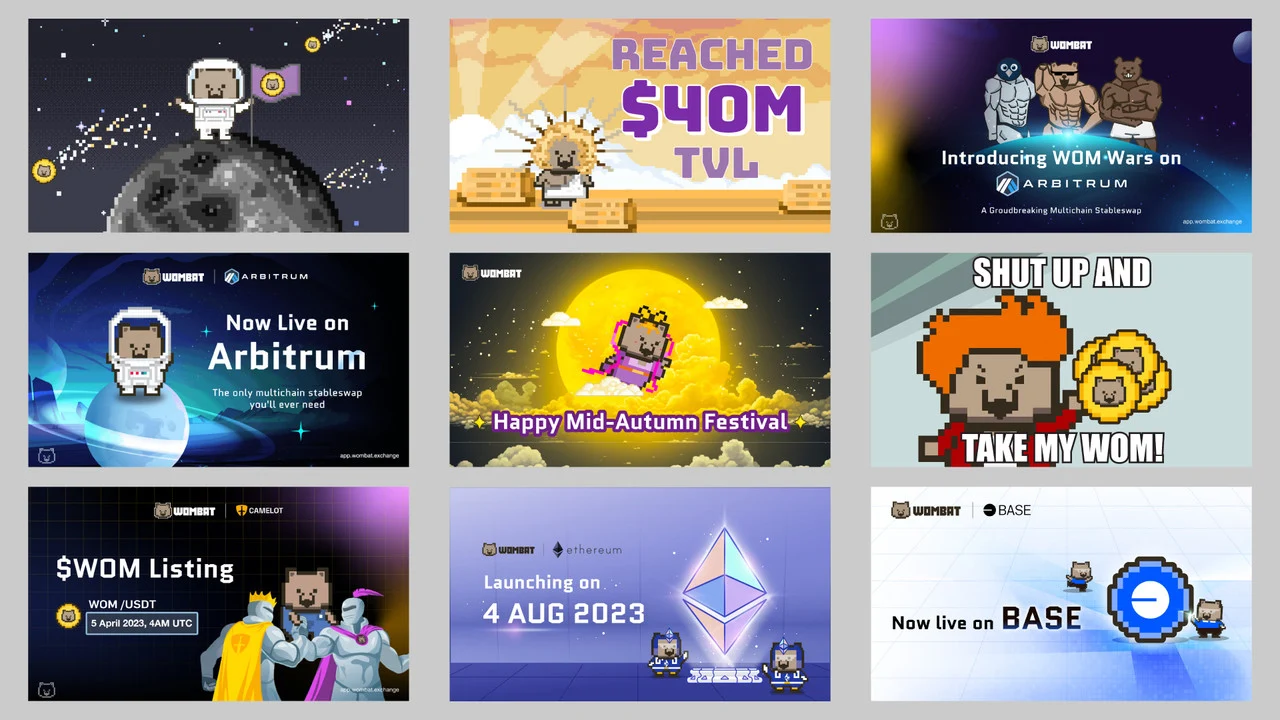 REACHED
$40M
TVL
WOMBAT
Introducing WOM Wars on
ARBITRUM
A Groudbreaking Multichain Stableswap
app.wombat.exchange
WOMBAT | ARBITRUM
Now Live on
Arbitrum
The only multichain stableswap
you'll ever need
app.wombat.exchange
WOMBAT
Happy Mid-Autumn Festival
SHUT UP AND
TAKE MY WOM!
WOMBAT | CAMELOT
$WOM Listing
WOM /USDT
5 April 2023, 4AM UTC
app.wombat.exchange
WOMBAT | ethereum
Launching on
4 AUG 2023
WOMBAT | BASE
Now live on BASE